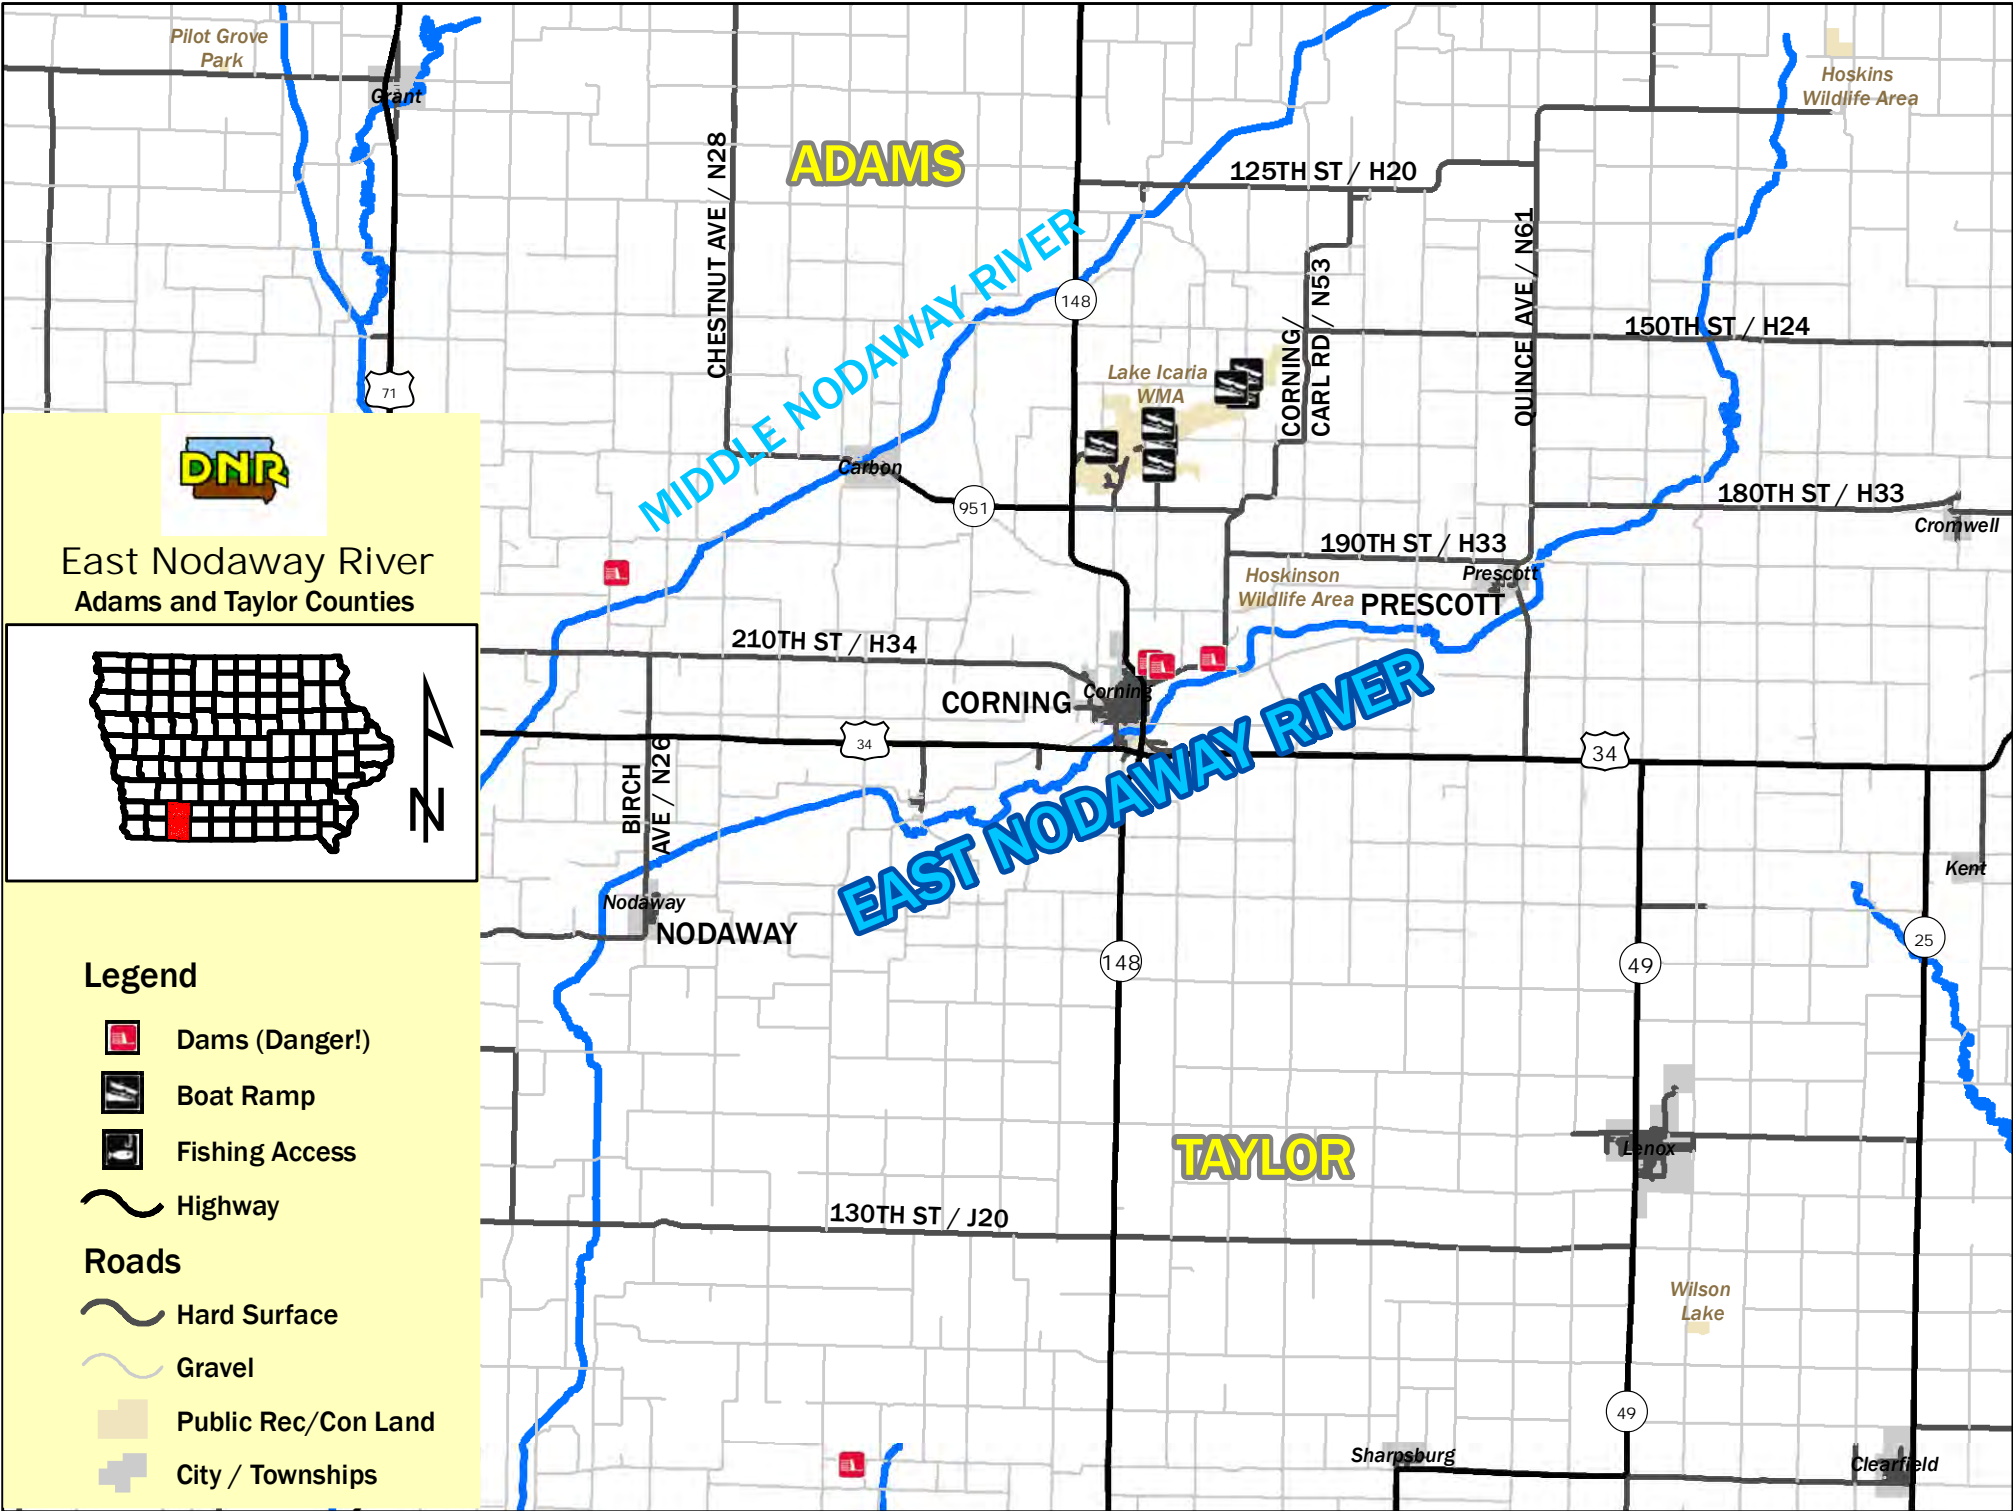 Pilot Grove
Park
Grant
Hoskins
Wildlife Area
ADAMS
CHESTNUT AVE / N28
125TH ST / H20
MIDDLE NODAWAY RIVER
148
CORNING/
CARL RD / N53
QUINCE AVE / N61
150TH ST / H24
71
Lake Icaria
WMA
Carbon
951
180TH ST / H33
Cromwell
190TH ST / H33
Prescott
Hoskinson
Wildlife Area
PRESCOTT
210TH ST / H34
CORNING
Corning
34
34
EAST NODAWAY RIVER
BIRCH
AVE / N26
Nodaway
NODAWAY
Kent
25
148
49
TAYLOR
Lenox
130TH ST / J20
Wilson
Lake
49
Sharpsburg
Clearfield
DNR
East Nodaway River
Adams and Taylor Counties
N
Legend
Dams (Danger!)
Boat Ramp
Fishing Access
Highway
Roads
Hard Surface
Gravel
Public Rec/Con Land
City / Townships